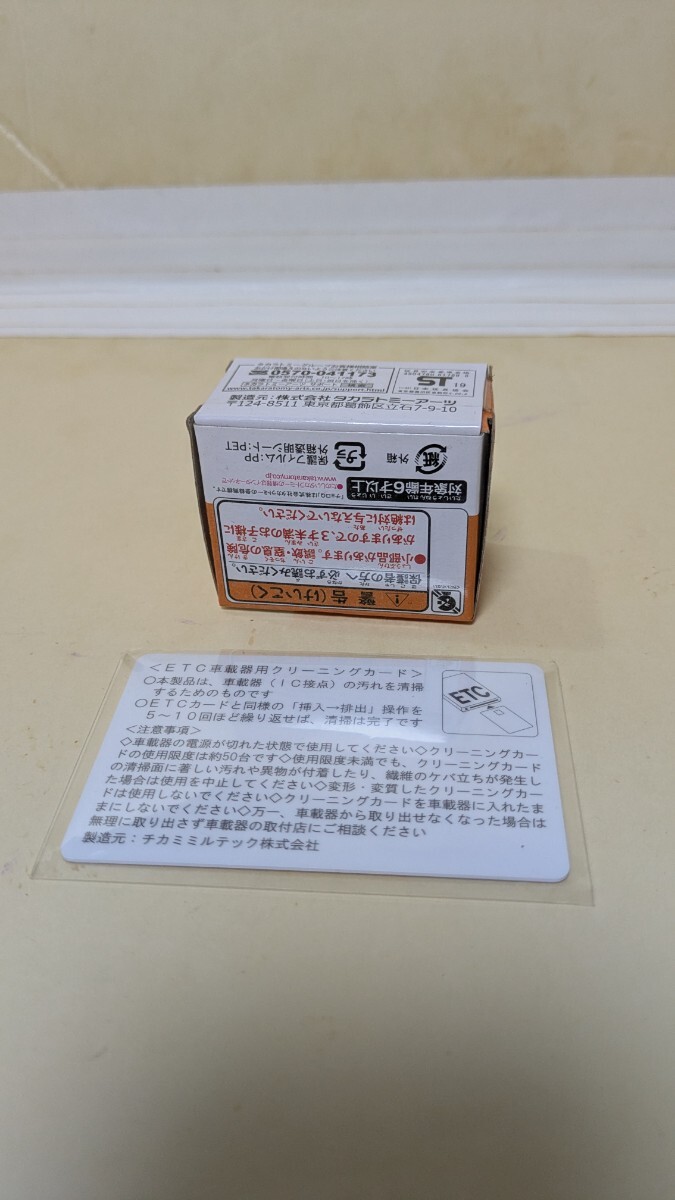 0570-041173
www.takaratomy-arts.co.jp/support.html
製造元：株式会社タカラトミーアーツ
〒124-8511 東京都葛飾区立石7-9-10
ST 19
警告（けいこく）
保護者の方へ 必ずお読みください。
●小部品があります。誤飲・窒息の危険
がありますので、3才未満のお子様に
は絶対に与えないでください。
対象年齢6才以上
www.takaratomy.co.jp
紙 外箱
プラ
保護フィルム：PP
外箱透明シート：PET
＜ＥＴＣ車載器用クリーニングカード＞
○本製品は、車載器（ＩＣ接点）の汚れを清掃
するためのものです
○ＥＴＣカードと同様の「挿入→排出」操作を
５～１０回ほど繰り返せば、清掃は完了です
＜注意事項＞
◇車載器の電源が切れた状態で使用してください◇クリーニングカー
ドの使用限度は約50台です◇使用限度未満でも、クリーニングカード
の清掃面に著しい汚れや異物が付着したり、繊維のケバ立ちが発生し
た場合は使用を中止してください◇変形・変質したクリーニングカー
ドは使用しないでください◇クリーニングカードを車載器に入れたま
まにしないでください◇万一、車載器から取り出せなくなった場合は
無理に取り出さず車載器の取付店にご相談ください
製造元：チカミミルテック株式会社
ETC